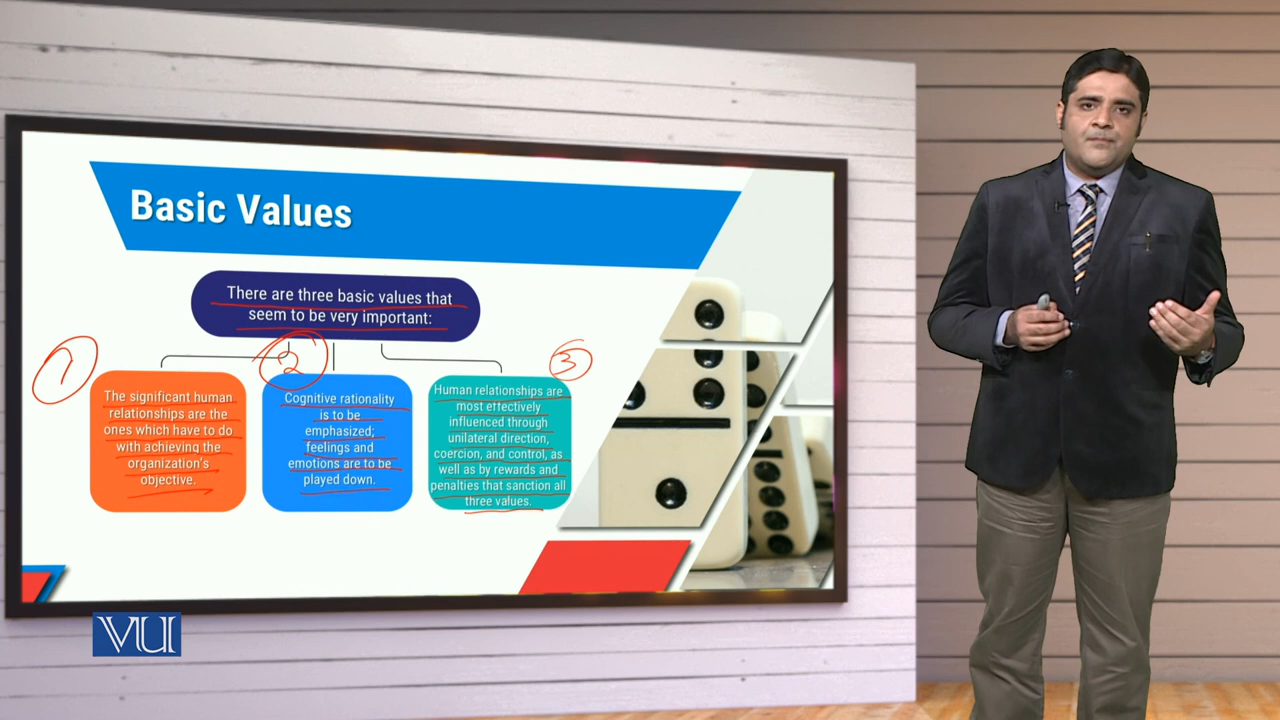 Basic Values
There are three basic values that
seem to be very important:
1
2
3
The significant human
relationships are the
ones which have to do
with achieving the
organization's
objective.
Cognitive rationality
is to be
emphasized;
feelings and
emotions are to be
played down.
Human relationships are
most effectively
influenced through
unilateral direction,
coercion, and control, as
well as by rewards and
penalties that sanction all
three values.
VU